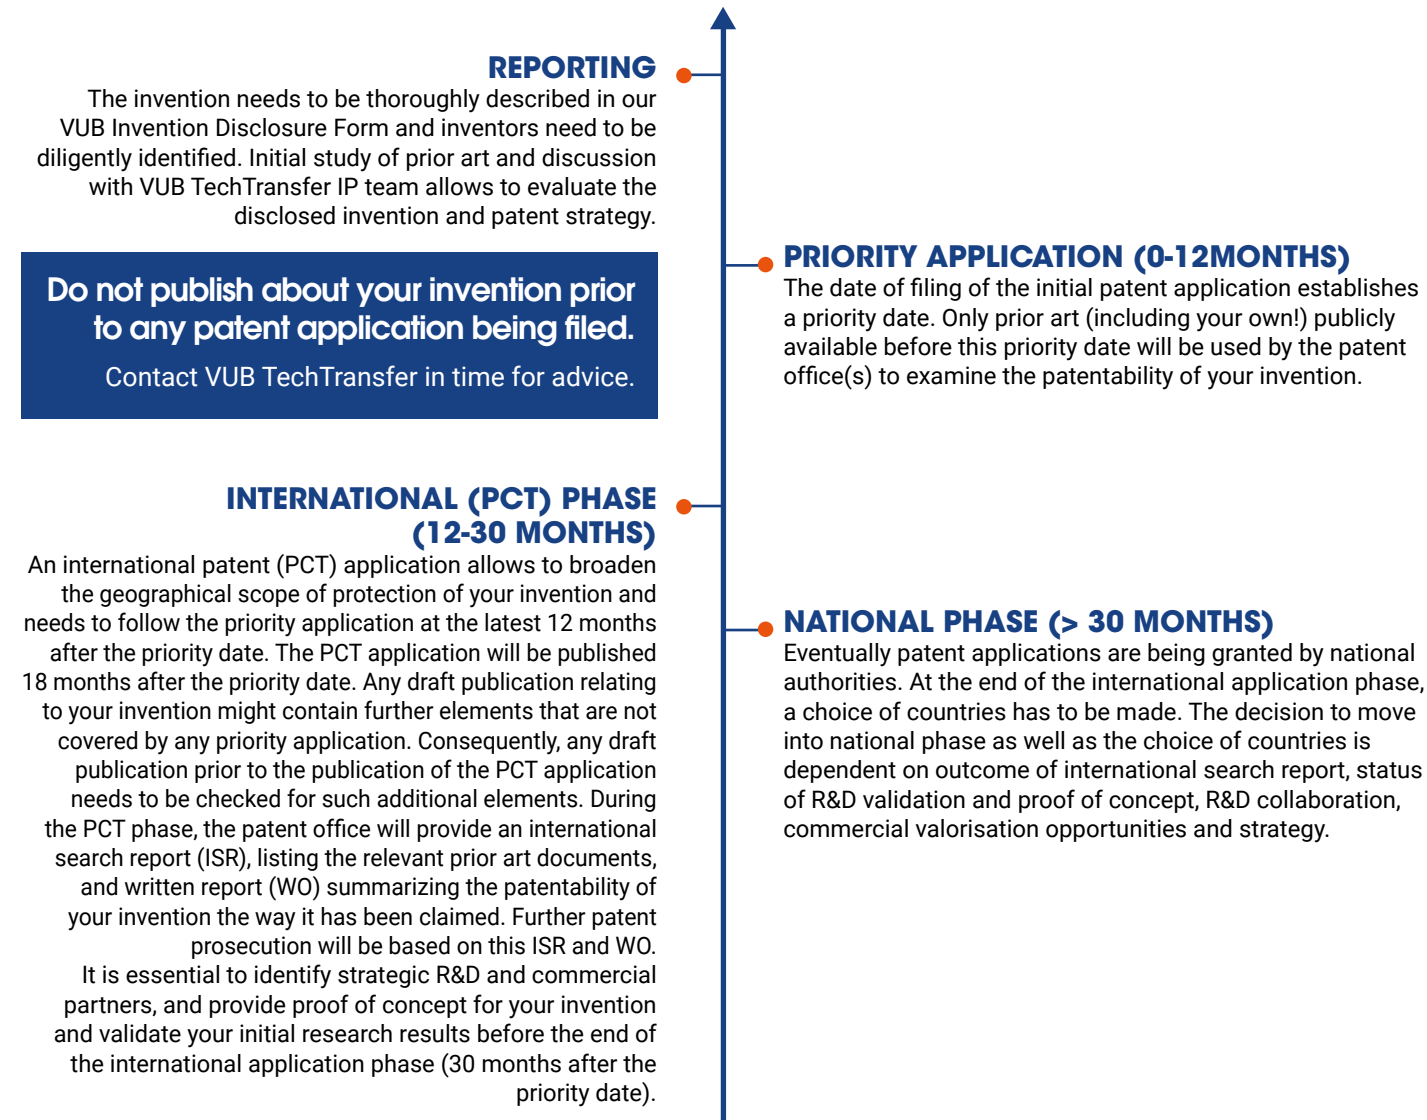 REPORTING
The invention needs to be thoroughly described in our
VUB Invention Disclosure Form and inventors need to be
diligently identified. Initial study of prior art and discussion
with VUB TechTransfer IP team allows to evaluate the
disclosed invention and patent strategy.
Do not publish about your invention prior
to any patent application being filed.
Contact VUB TechTransfer in time for advice.
PRIORITY APPLICATION (0-12MONTHS)
The date of filing of the initial patent application establishes
a priority date. Only prior art (including your own!) publicly
available before this priority date will be used by the patent
office(s) to examine the patentability of your invention.
INTERNATIONAL (PCT) PHASE
(12-30 MONTHS)
An international patent (PCT) application allows to broaden
the geographical scope of protection of your invention and
needs to follow the priority application at the latest 12 months
after the priority date. The PCT application will be published
18 months after the priority date. Any draft publication relating
to your invention might contain further elements that are not
covered by any priority application. Consequently, any draft
publication prior to the publication of the PCT application
needs to be checked for such additional elements. During
the PCT phase, the patent office will provide an international
search report (ISR), listing the relevant prior art documents,
and written report (WO) summarizing the patentability of
your invention the way it has been claimed. Further patent
prosecution will be based on this ISR and WO.
It is essential to identify strategic R&D and commercial
partners, and provide proof of concept for your invention
and validate your initial research results before the end of
the international application phase (30 months after the
priority date).
NATIONAL PHASE (> 30 MONTHS)
Eventually patent applications are being granted by national
authorities. At the end of the international application phase,
a choice of countries has to be made. The decision to move
into national phase as well as the choice of countries is
dependent on outcome of international search report, status
of R&D validation and proof of concept, R&D collaboration,
commercial valorisation opportunities and strategy.